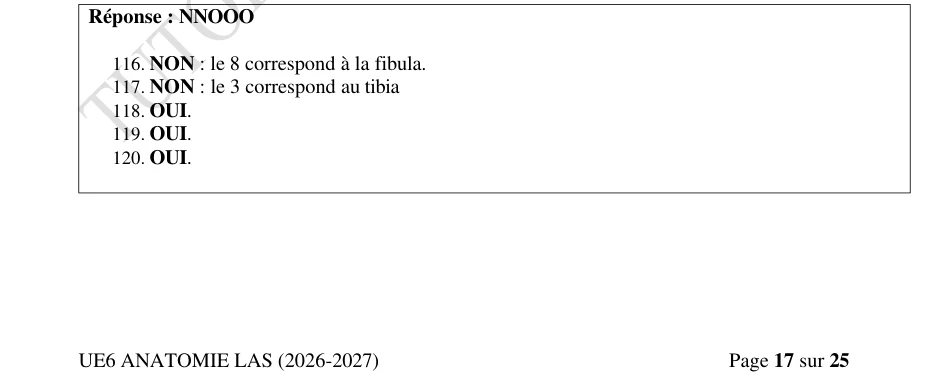 Réponse : NNOOO
116. NON : le 8 correspond à la fibula.
117. NON : le 3 correspond au tibia
118. OUI.
119. OUI.
120. OUI.
UE6 ANATOMIE LAS (2026-2027) Page 17 sur 25